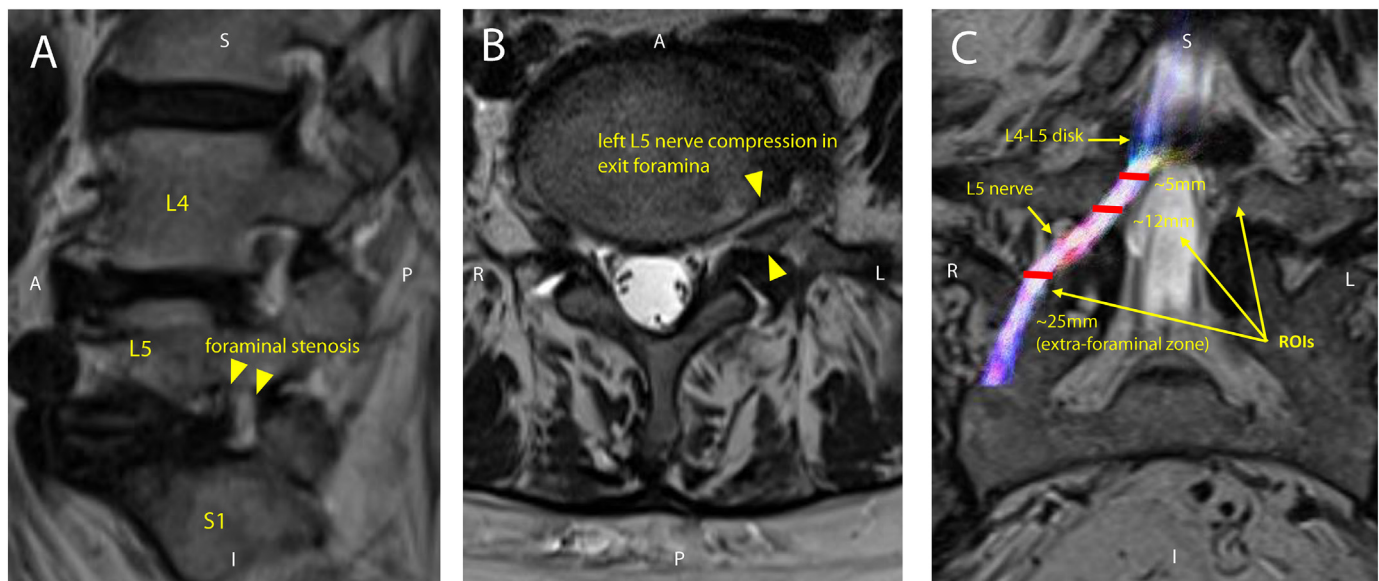 A
S
L4
A
P
L5
foraminal stenosis
S1
I
B
A
left L5 nerve compression in
exit foramina
R
L
P
C
S
L4-L5 disk
~5mm
L5 nerve
~12mm
R
L
~25mm
(extra-foraminal zone)
ROIs
I